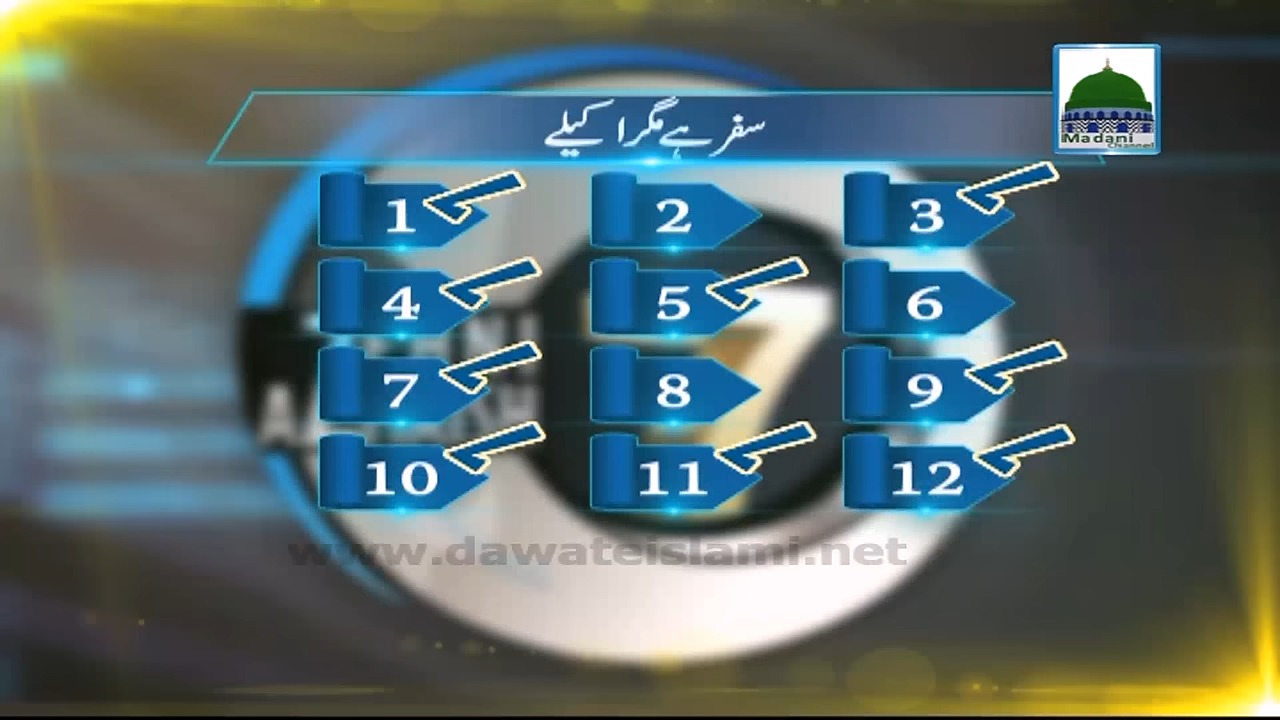 سفر ہے مگر اکیلے
Madani
Channel
1 2 3
4 5 6
7 8 9
10 11 12
www.dawateislami.net